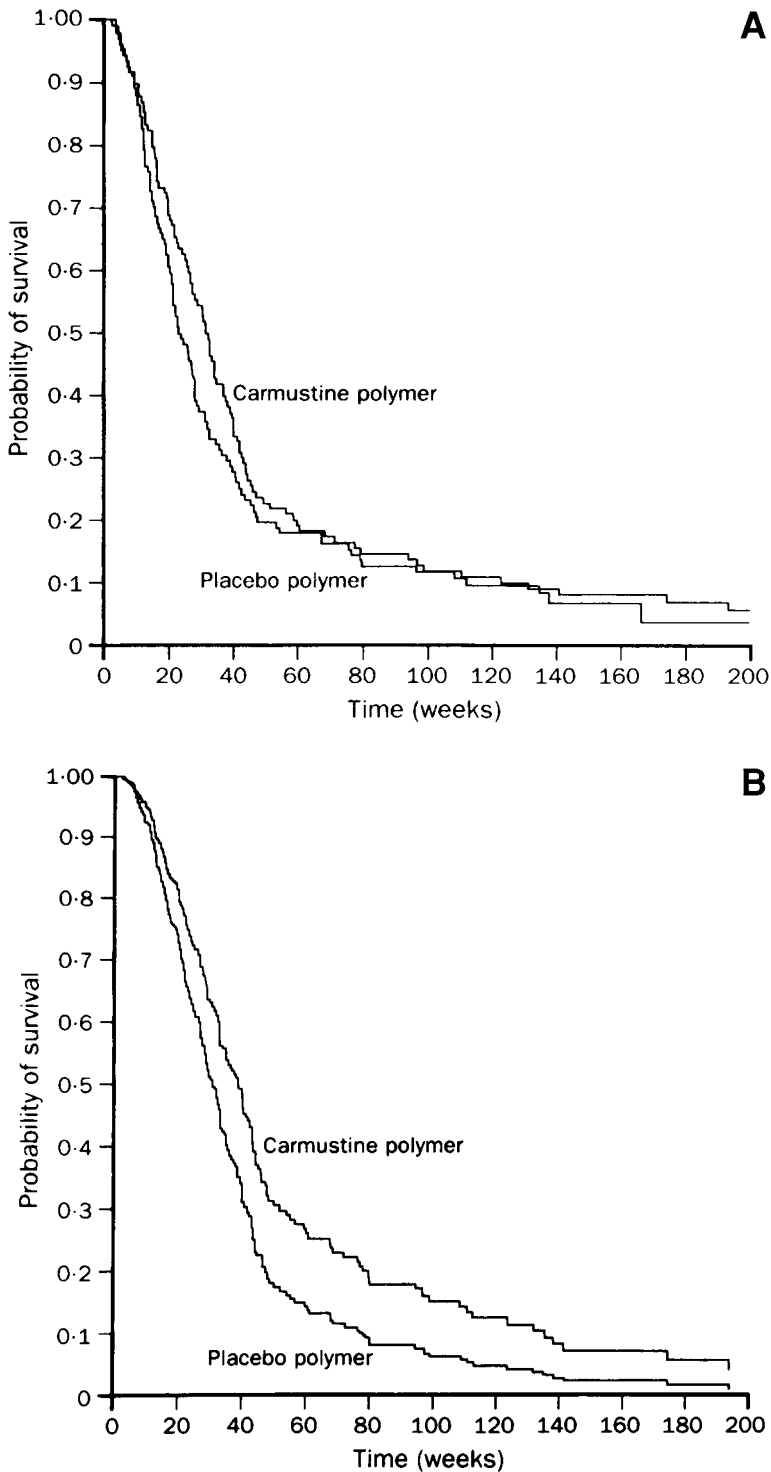 A
1·00
0·9
0·8
0·7
0·6
0·5
0·4
0·3
0·2
0·1
0
Probability of survival
Carmustine polymer
Placebo polymer
0 20 40 60 80 100 120 140 160 180 200
Time (weeks)
B
1·00
0·9
0·8
0·7
0·6
0·5
0·4
0·3
0·2
0·1
0
Probability of survival
Carmustine polymer
Placebo polymer
0 20 40 60 80 100 120 140 160 180 200
Time (weeks)